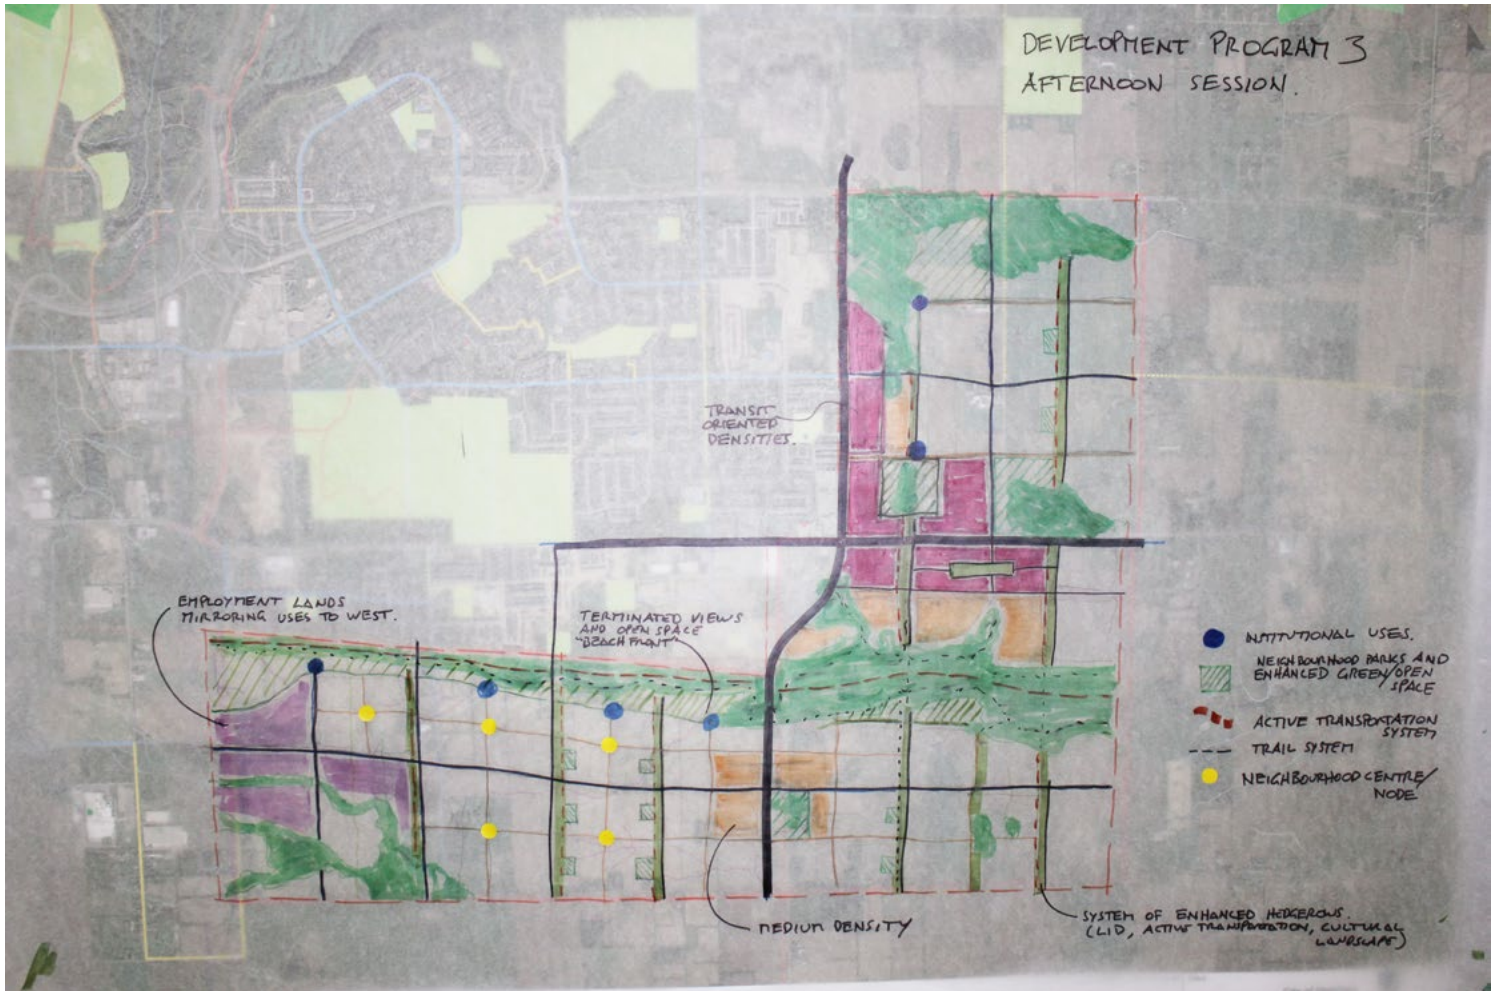 DEVELOPMENT PROGRAM 3
AFTERNOON SESSION.
TRANSIT
ORIENTED
DENSITIES.
EMPLOYMENT LANDS
MIRRORING USES TO WEST.
TERMINATED VIEWS
AND OPEN SPACE
"BEACH FRONT"
INTITUTIONAL USES.
NEIGHBOURHOOD PARKS AND
ENHANCED GREEN/OPEN
SPACE
ACTIVE TRANSPORTATION
SYSTEM
TRAIL SYSTEM
NEIGHBOURHOOD CENTRE/
NODE
MEDIUM DENSITY
SYSTEM OF ENHANCED HEDGEROWS.
(LID, ACTIVE TRANSPORTATION, CULTURAL
LANDSCAPE)